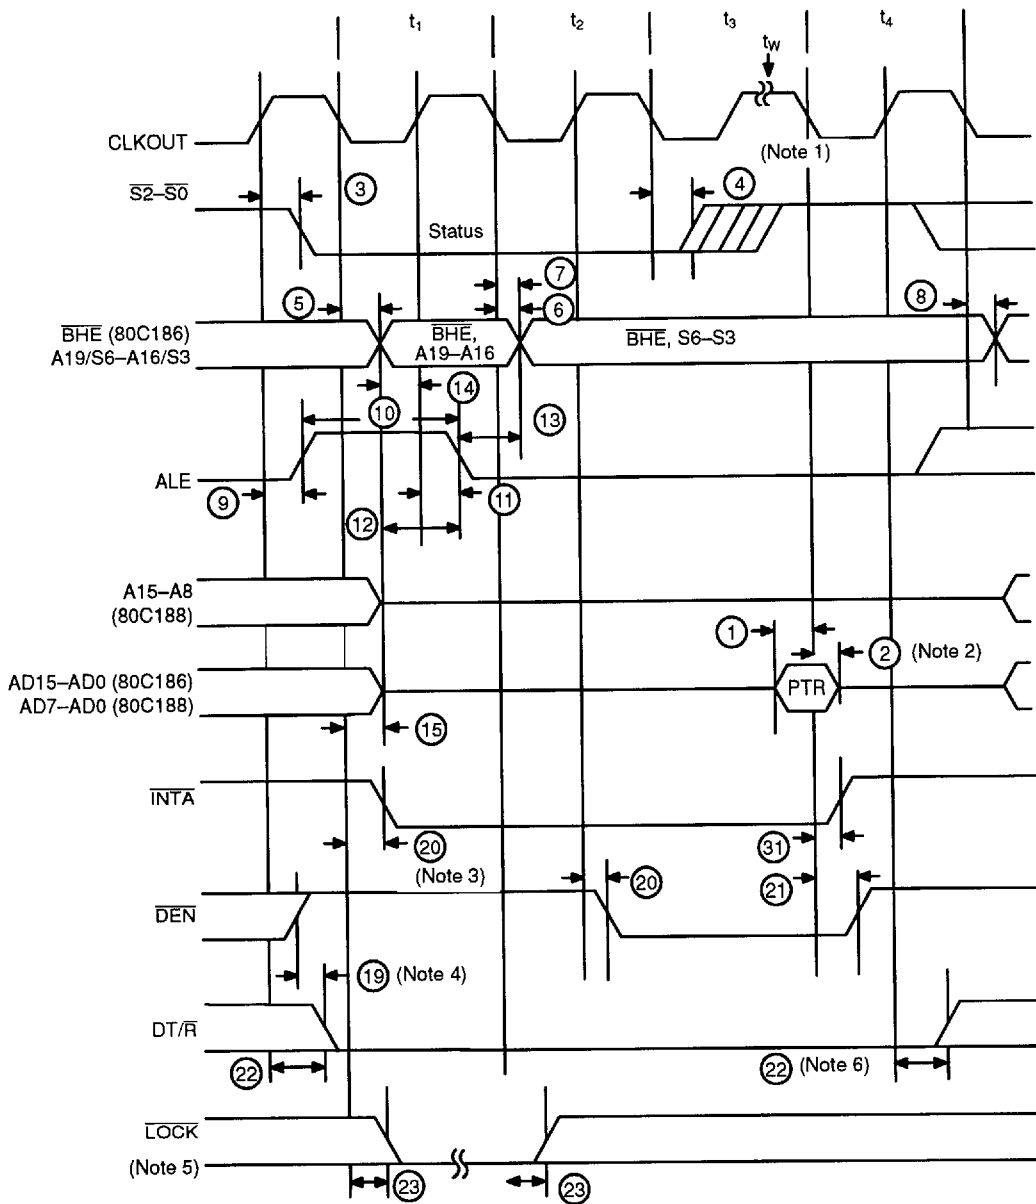 t1 t2 t3 t4
tW
CLKOUT
(Note 1)
S2–S0
3
4
Status
7
5
6
8
BHE (80C186)
BHE,
BHE, S6–S3
A19/S6–A16/S3
A19–A16
14
10
13
ALE
9
11
12
A15–A8
(80C188)
1
2 (Note 2)
AD15–AD0 (80C186)
PTR
AD7–AD0 (80C188)
15
INTA
20
31
(Note 3)
20
21
DEN
19 (Note 4)
DT/R
22
22 (Note 6)
LOCK
(Note 5)
23
23